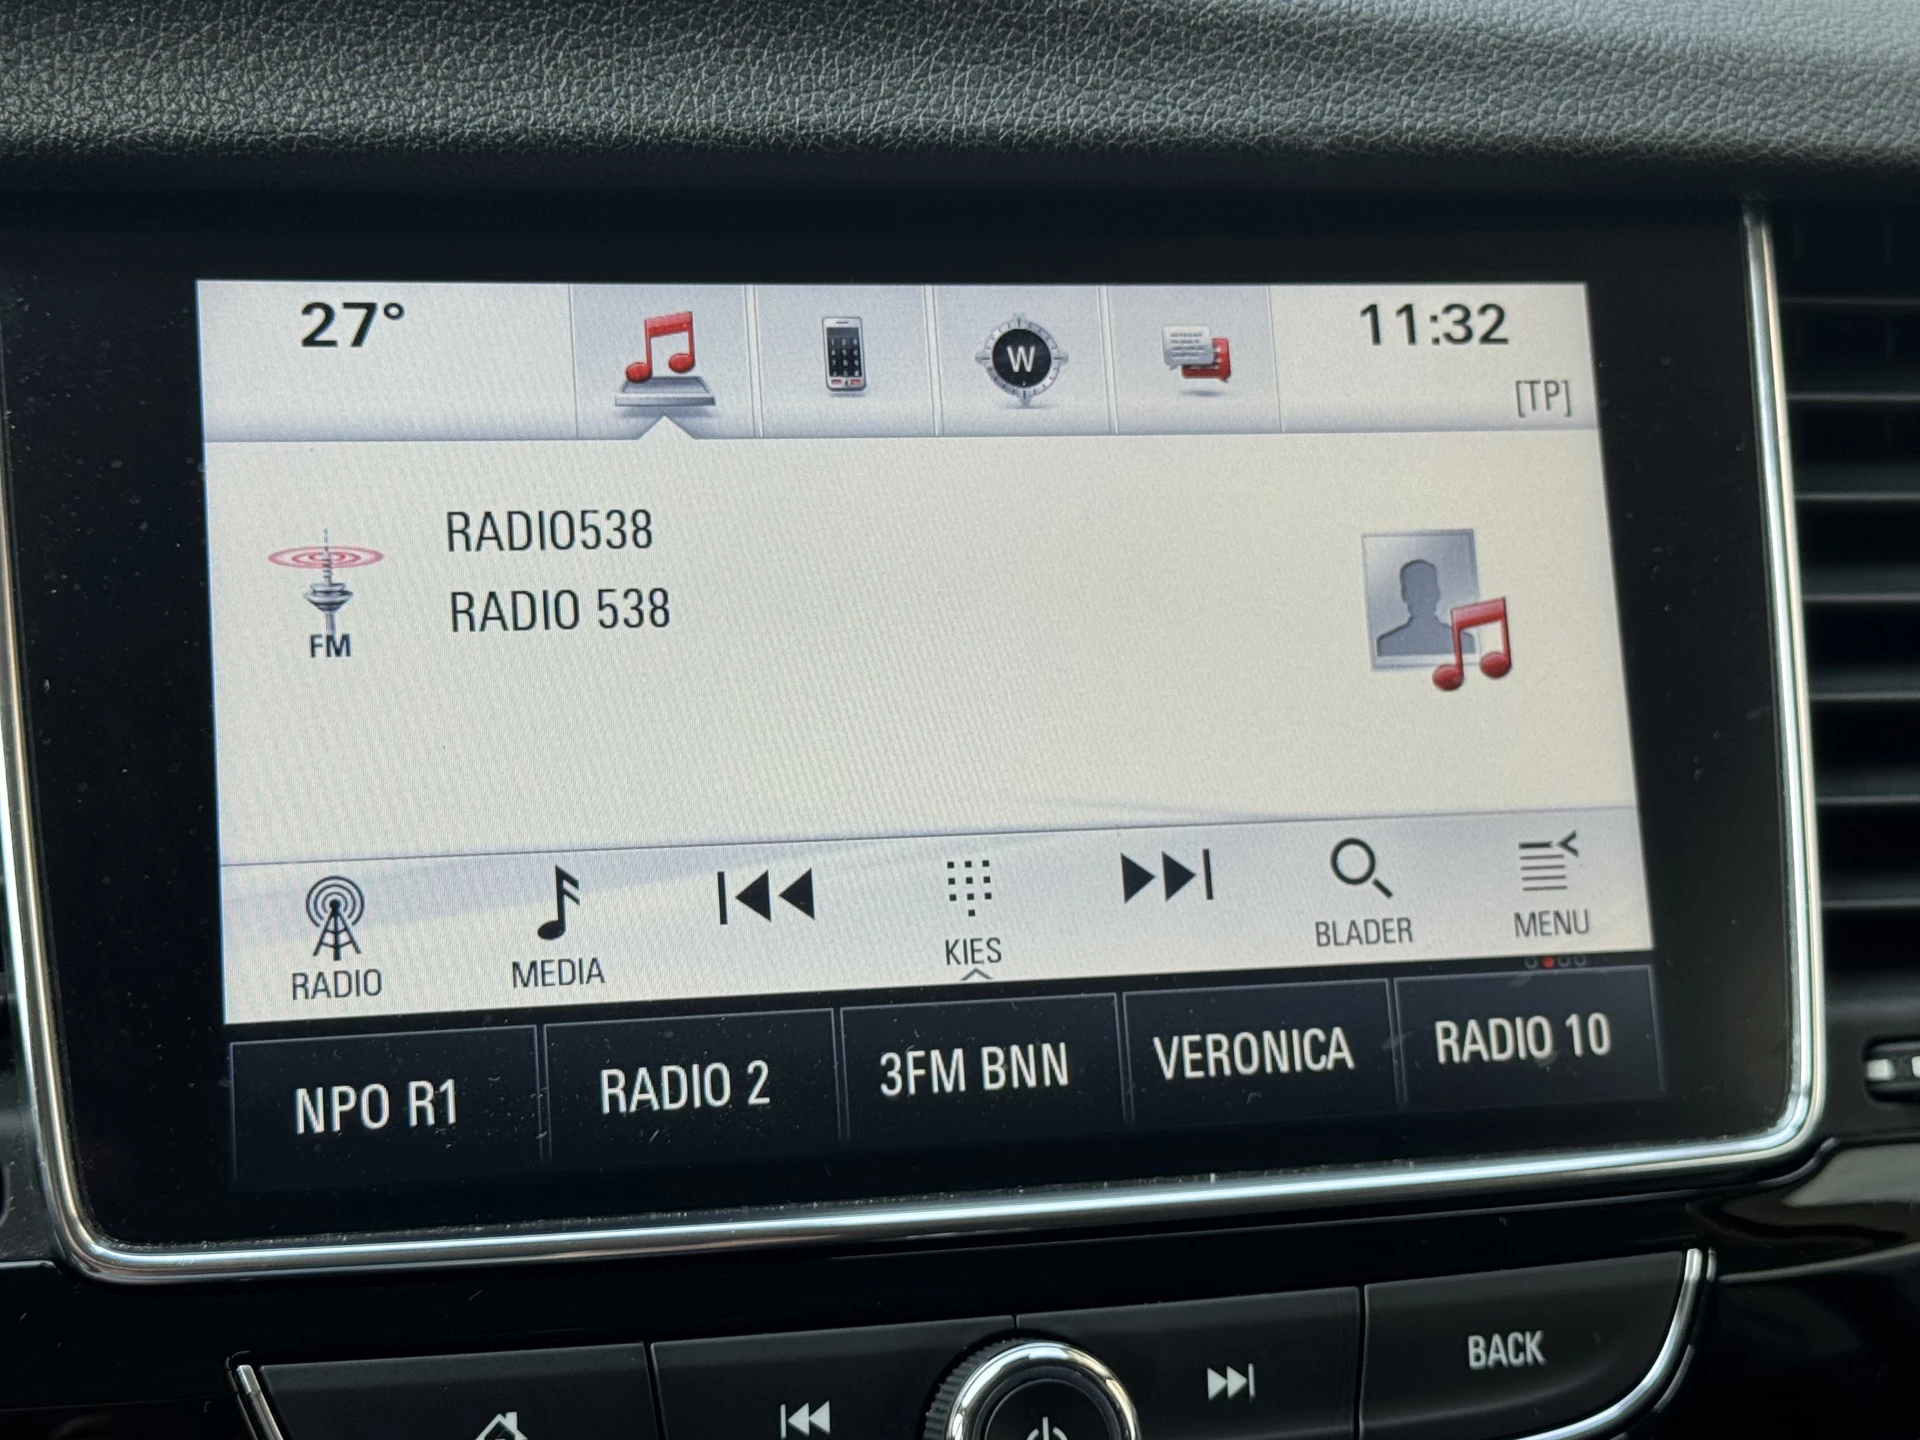 27°
W
11:32
[TP]
RADIO538
RADIO 538
FM
RADIO
MEDIA
KIES
BLADER
MENU
NPO R1
RADIO 2
3FM BNN
VERONICA
RADIO 10
BACK